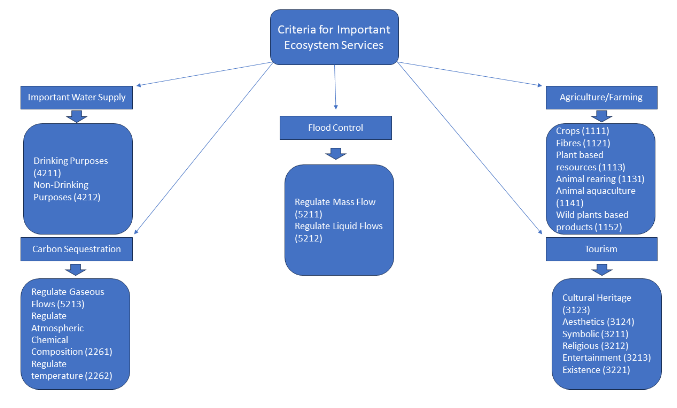 Criteria for Important
Ecosystem Services
Important Water Supply
Drinking Purposes
(4211)
Non-Drinking
Purposes (4212)
Carbon Sequestration
Regulate Gaseous
Flows (5213)
Regulate
Atmospheric
Chemical
Composition (2261)
Regulate
temperature (2262)
Flood Control
Regulate Mass Flow
(5211)
Regulate Liquid Flows
(5212)
Agriculture/Farming
Crops (1111)
Fibres (1121)
Plant based
resources (1113)
Animal rearing (1131)
Animal aquaculture
(1141)
Wild plants based
products (1152)
Tourism
Cultural Heritage
(3123)
Aesthetics (3124)
Symbolic (3211)
Religious (3212)
Entertainment (3213)
Existence (3221)